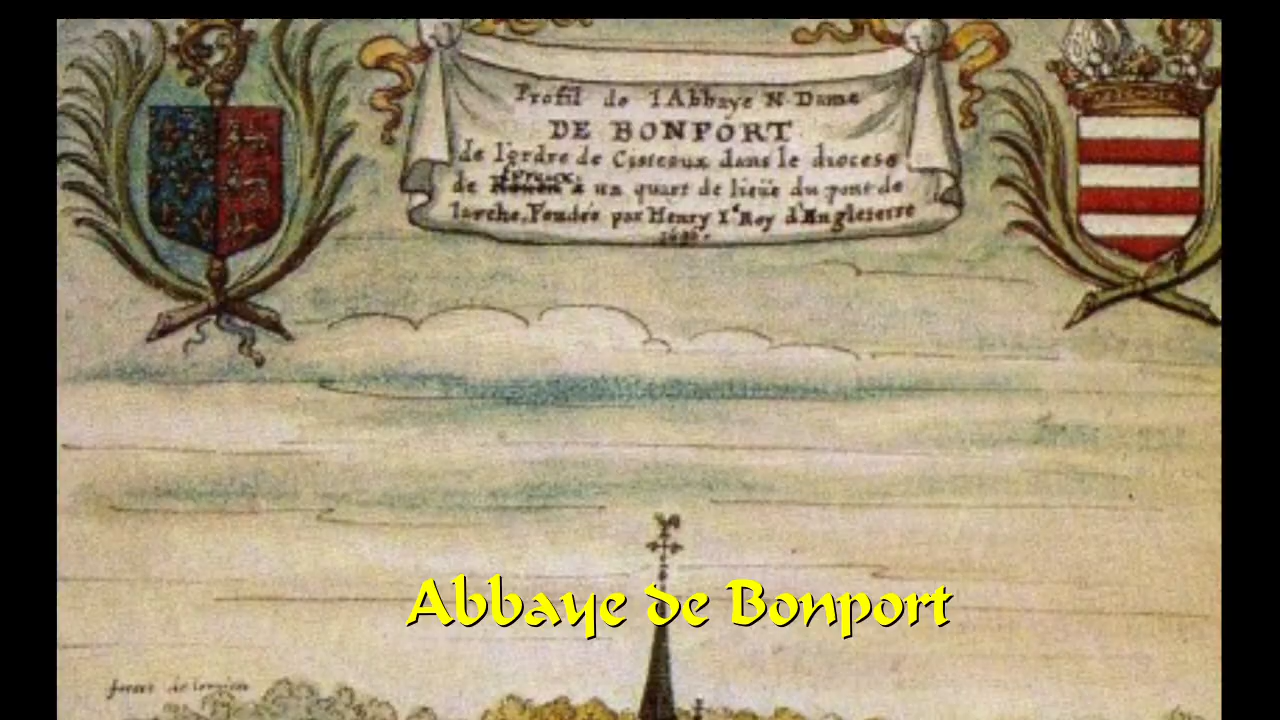 Profil de l'Abbaye N. Dame
DE BONPORT
de l'ordre de Cisteaux dans le diocese
de Rouen Evreux a un quart de lieüe du pont de
larche, Fondée par Henry I.r Roy d'Angleterre
1696.
Abbaye de Bonport